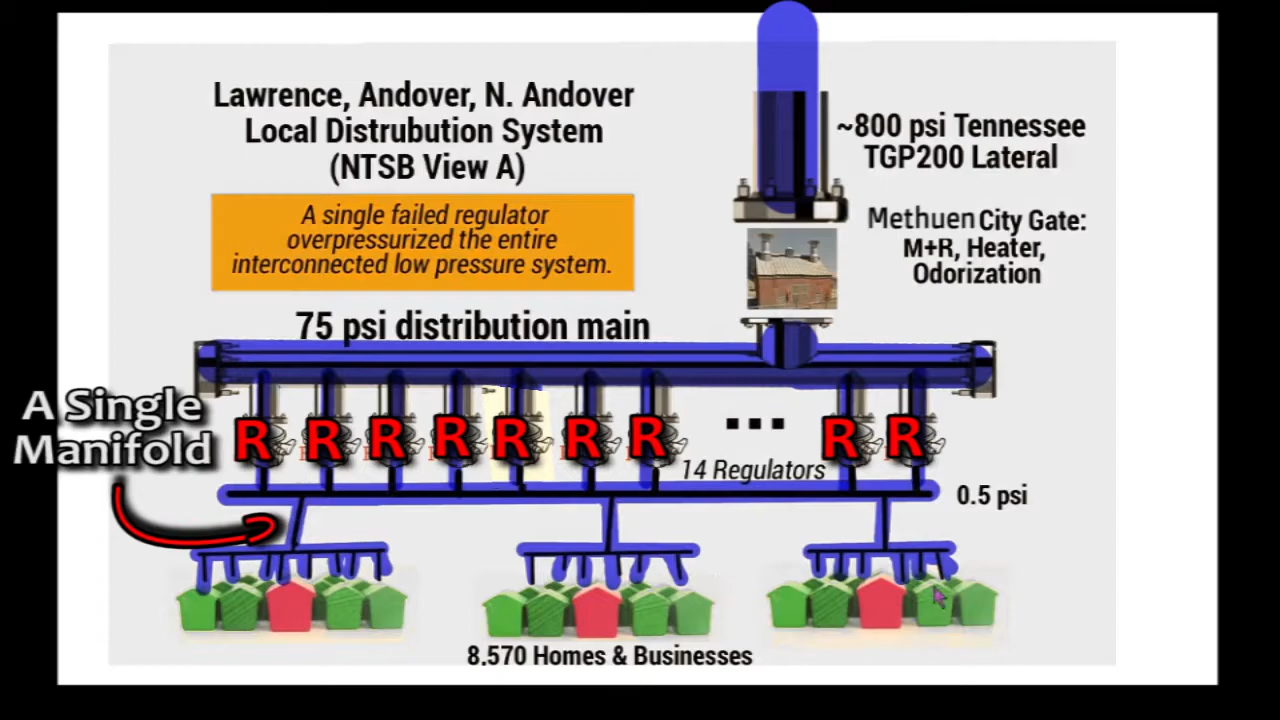 Lawrence, Andover, N. Andover
Local Distrubution System
(NTSB View A)
A single failed regulator
overpressurized the entire
interconnected low pressure system.
~800 psi Tennessee
TGP200 Lateral
Methuen City Gate:
M+R, Heater,
Odorization
75 psi distribution main
A Single
Manifold
R R R R R R R ... R R
14 Regulators
0.5 psi
8,570 Homes & Businesses